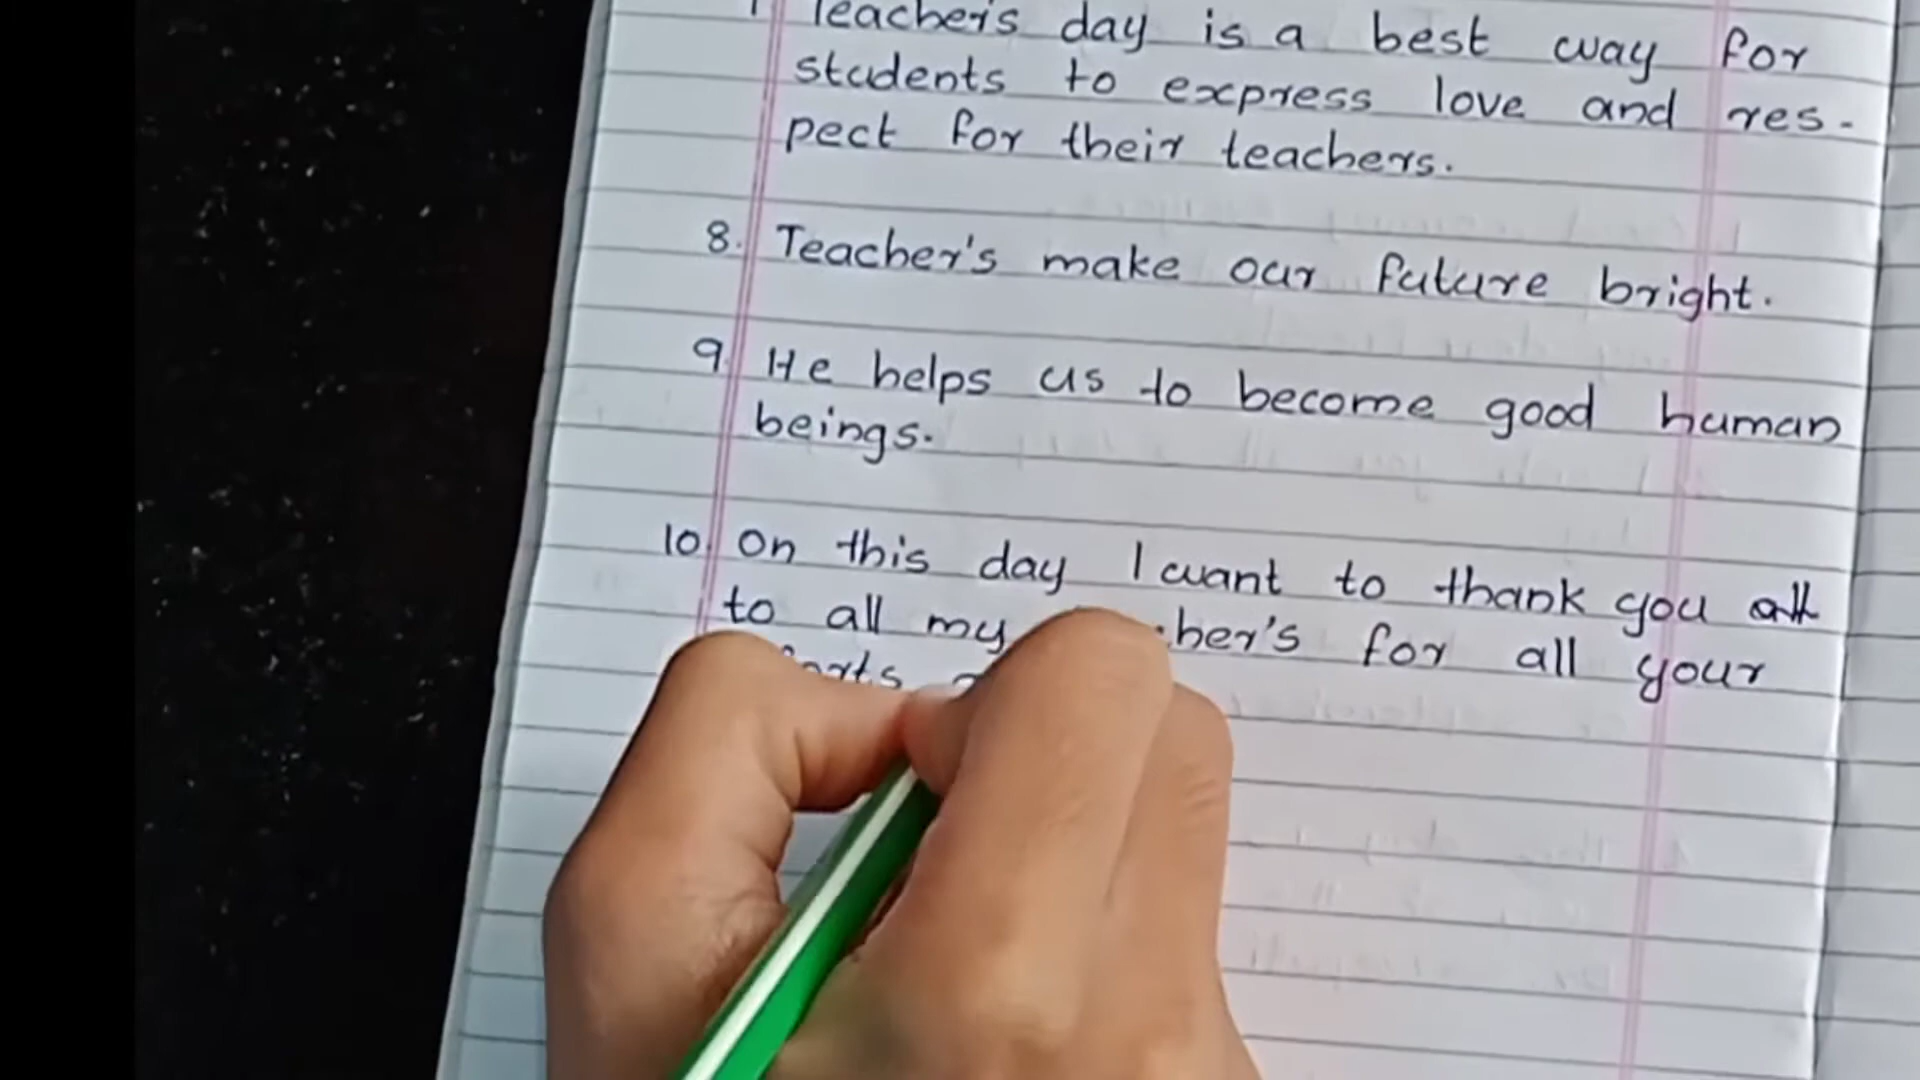 Teacher's day is a best way for
students to express love and res-
pect for their teachers.
8. Teacher's make our future bright.
9. He helps us to become good human
beings.
10. On this day I want to thank you
to all my for all your